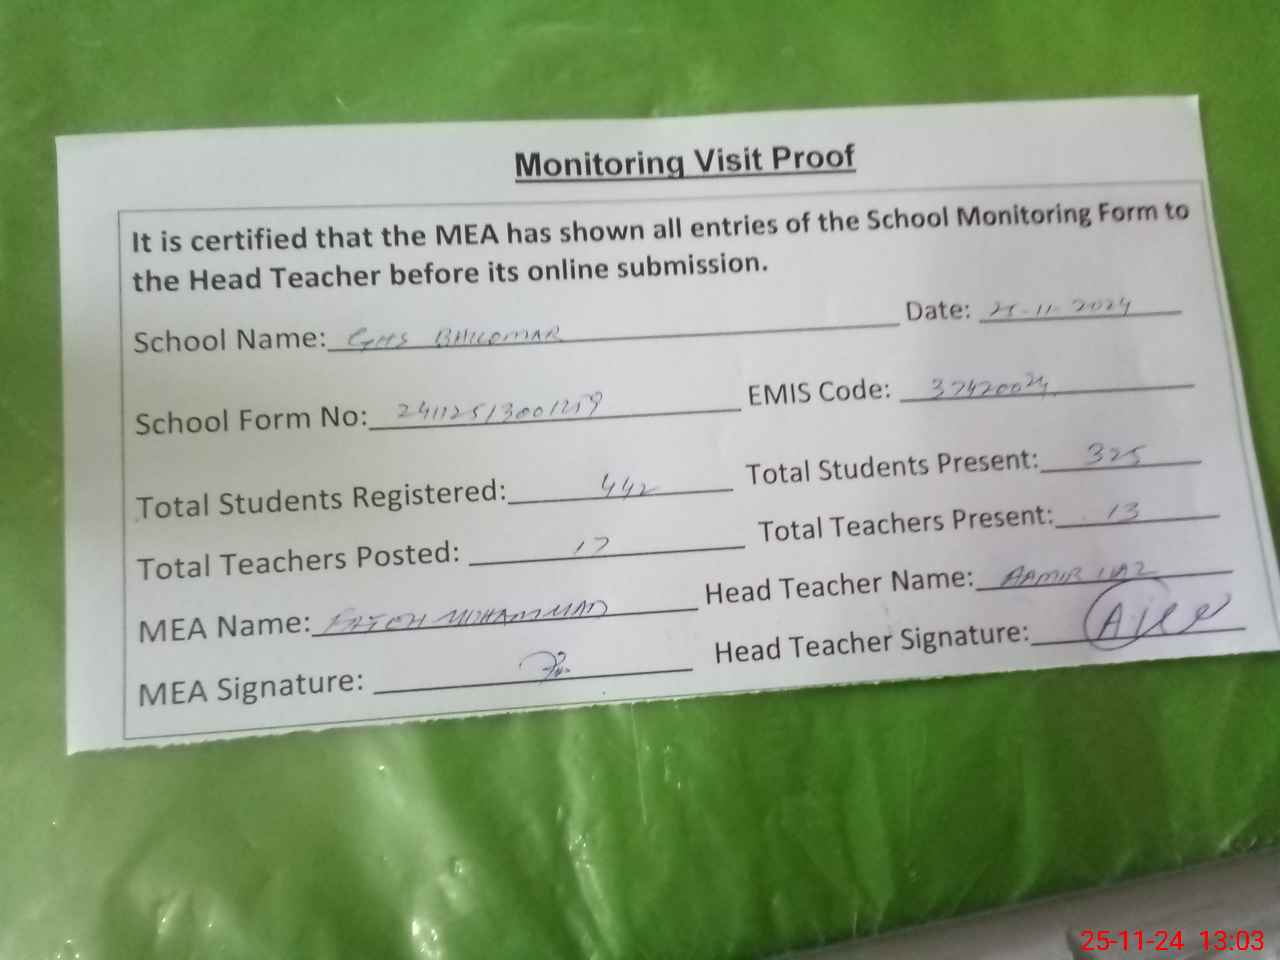 Monitoring Visit Proof
It is certified that the MEA has shown all entries of the School Monitoring Form to
the Head Teacher before its online submission.
School Name: GHS BHILOMAR Date: 25-11-2024
School Form No: EMIS Code: 37420024
Total Students Registered: 442 Total Students Present: 325
Total Teachers Posted: 17 Total Teachers Present: 13
MEA Name: FATEH MOHAMMAD Head Teacher Name: AAMIR
MEA Signature: Head Teacher Signature:
25-11-24 13:03